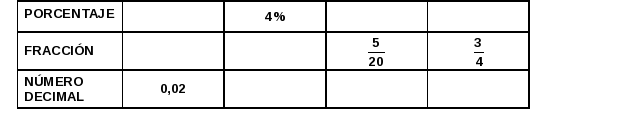 PORCENTAJE 4%
FRACCIÓN 5/20 3/4
NÚMERO
DECIMAL 0,02